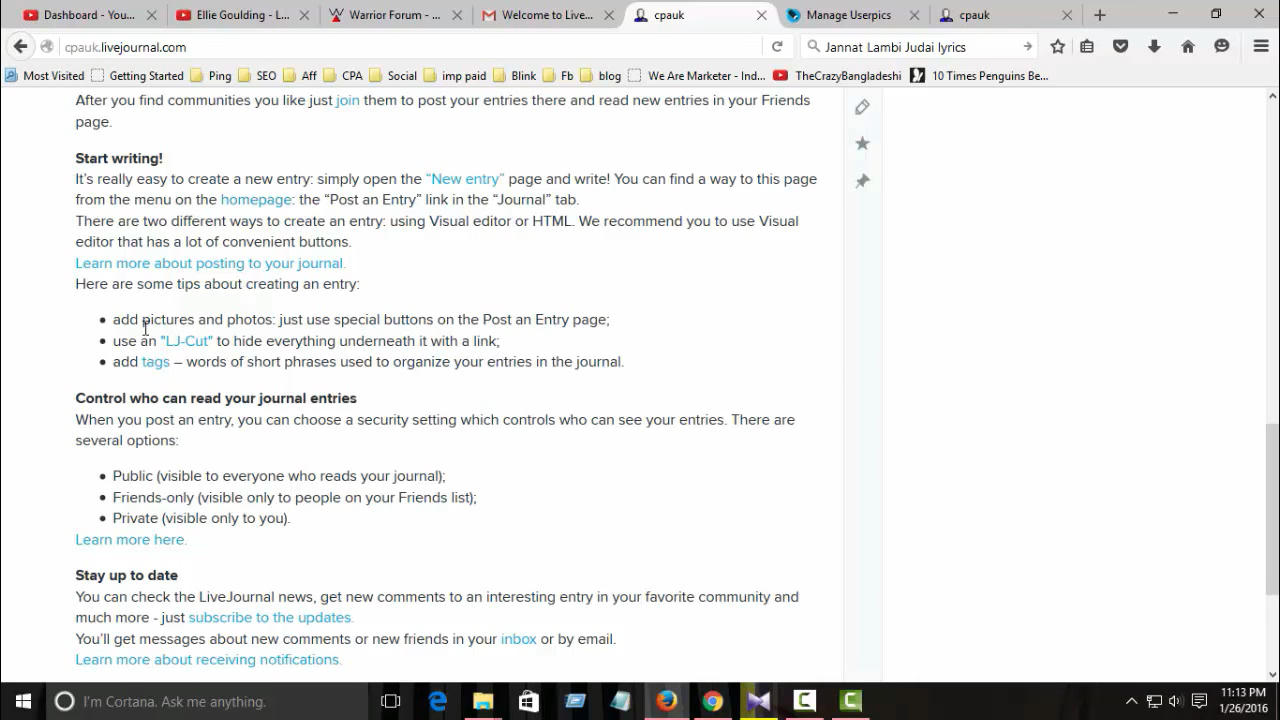 Dashboard - You...
Ellie Goulding - L...
Warrior Forum - ...
Welcome to Live...
cpauk
Manage Userpics
cpauk
cpauk.livejournal.com
Jannat Lambi Judai lyrics
Most Visited
Getting Started
Ping
SEO
Aff
CPA
Social
imp paid
Blink
Fb
blog
We Are Marketer - Ind...
TheCrazyBangladeshi
10 Times Penguins Be...
After you find communities you like just join them to post your entries there and read new entries in your Friends
page.
Start writing!
It’s really easy to create a new entry: simply open the “New entry” page and write! You can find a way to this page
from the menu on the homepage: the “Post an Entry” link in the “Journal” tab.
There are two different ways to create an entry: using Visual editor or HTML. We recommend you to use Visual
editor that has a lot of convenient buttons.
Learn more about posting to your journal.
Here are some tips about creating an entry:
• add pictures and photos: just use special buttons on the Post an Entry page;
• use an "LJ-Cut" to hide everything underneath it with a link;
• add tags – words of short phrases used to organize your entries in the journal.
Control who can read your journal entries
When you post an entry, you can choose a security setting which controls who can see your entries. There are
several options:
• Public (visible to everyone who reads your journal);
• Friends-only (visible only to people on your Friends list);
• Private (visible only to you).
Learn more here.
Stay up to date
You can check the LiveJournal news, get new comments to an interesting entry in your favorite community and
much more - just subscribe to the updates.
You’ll get messages about new comments or new friends in your inbox or by email.
Learn more about receiving notifications.
I'm Cortana. Ask me anything.
11:13 PM
1/26/2016